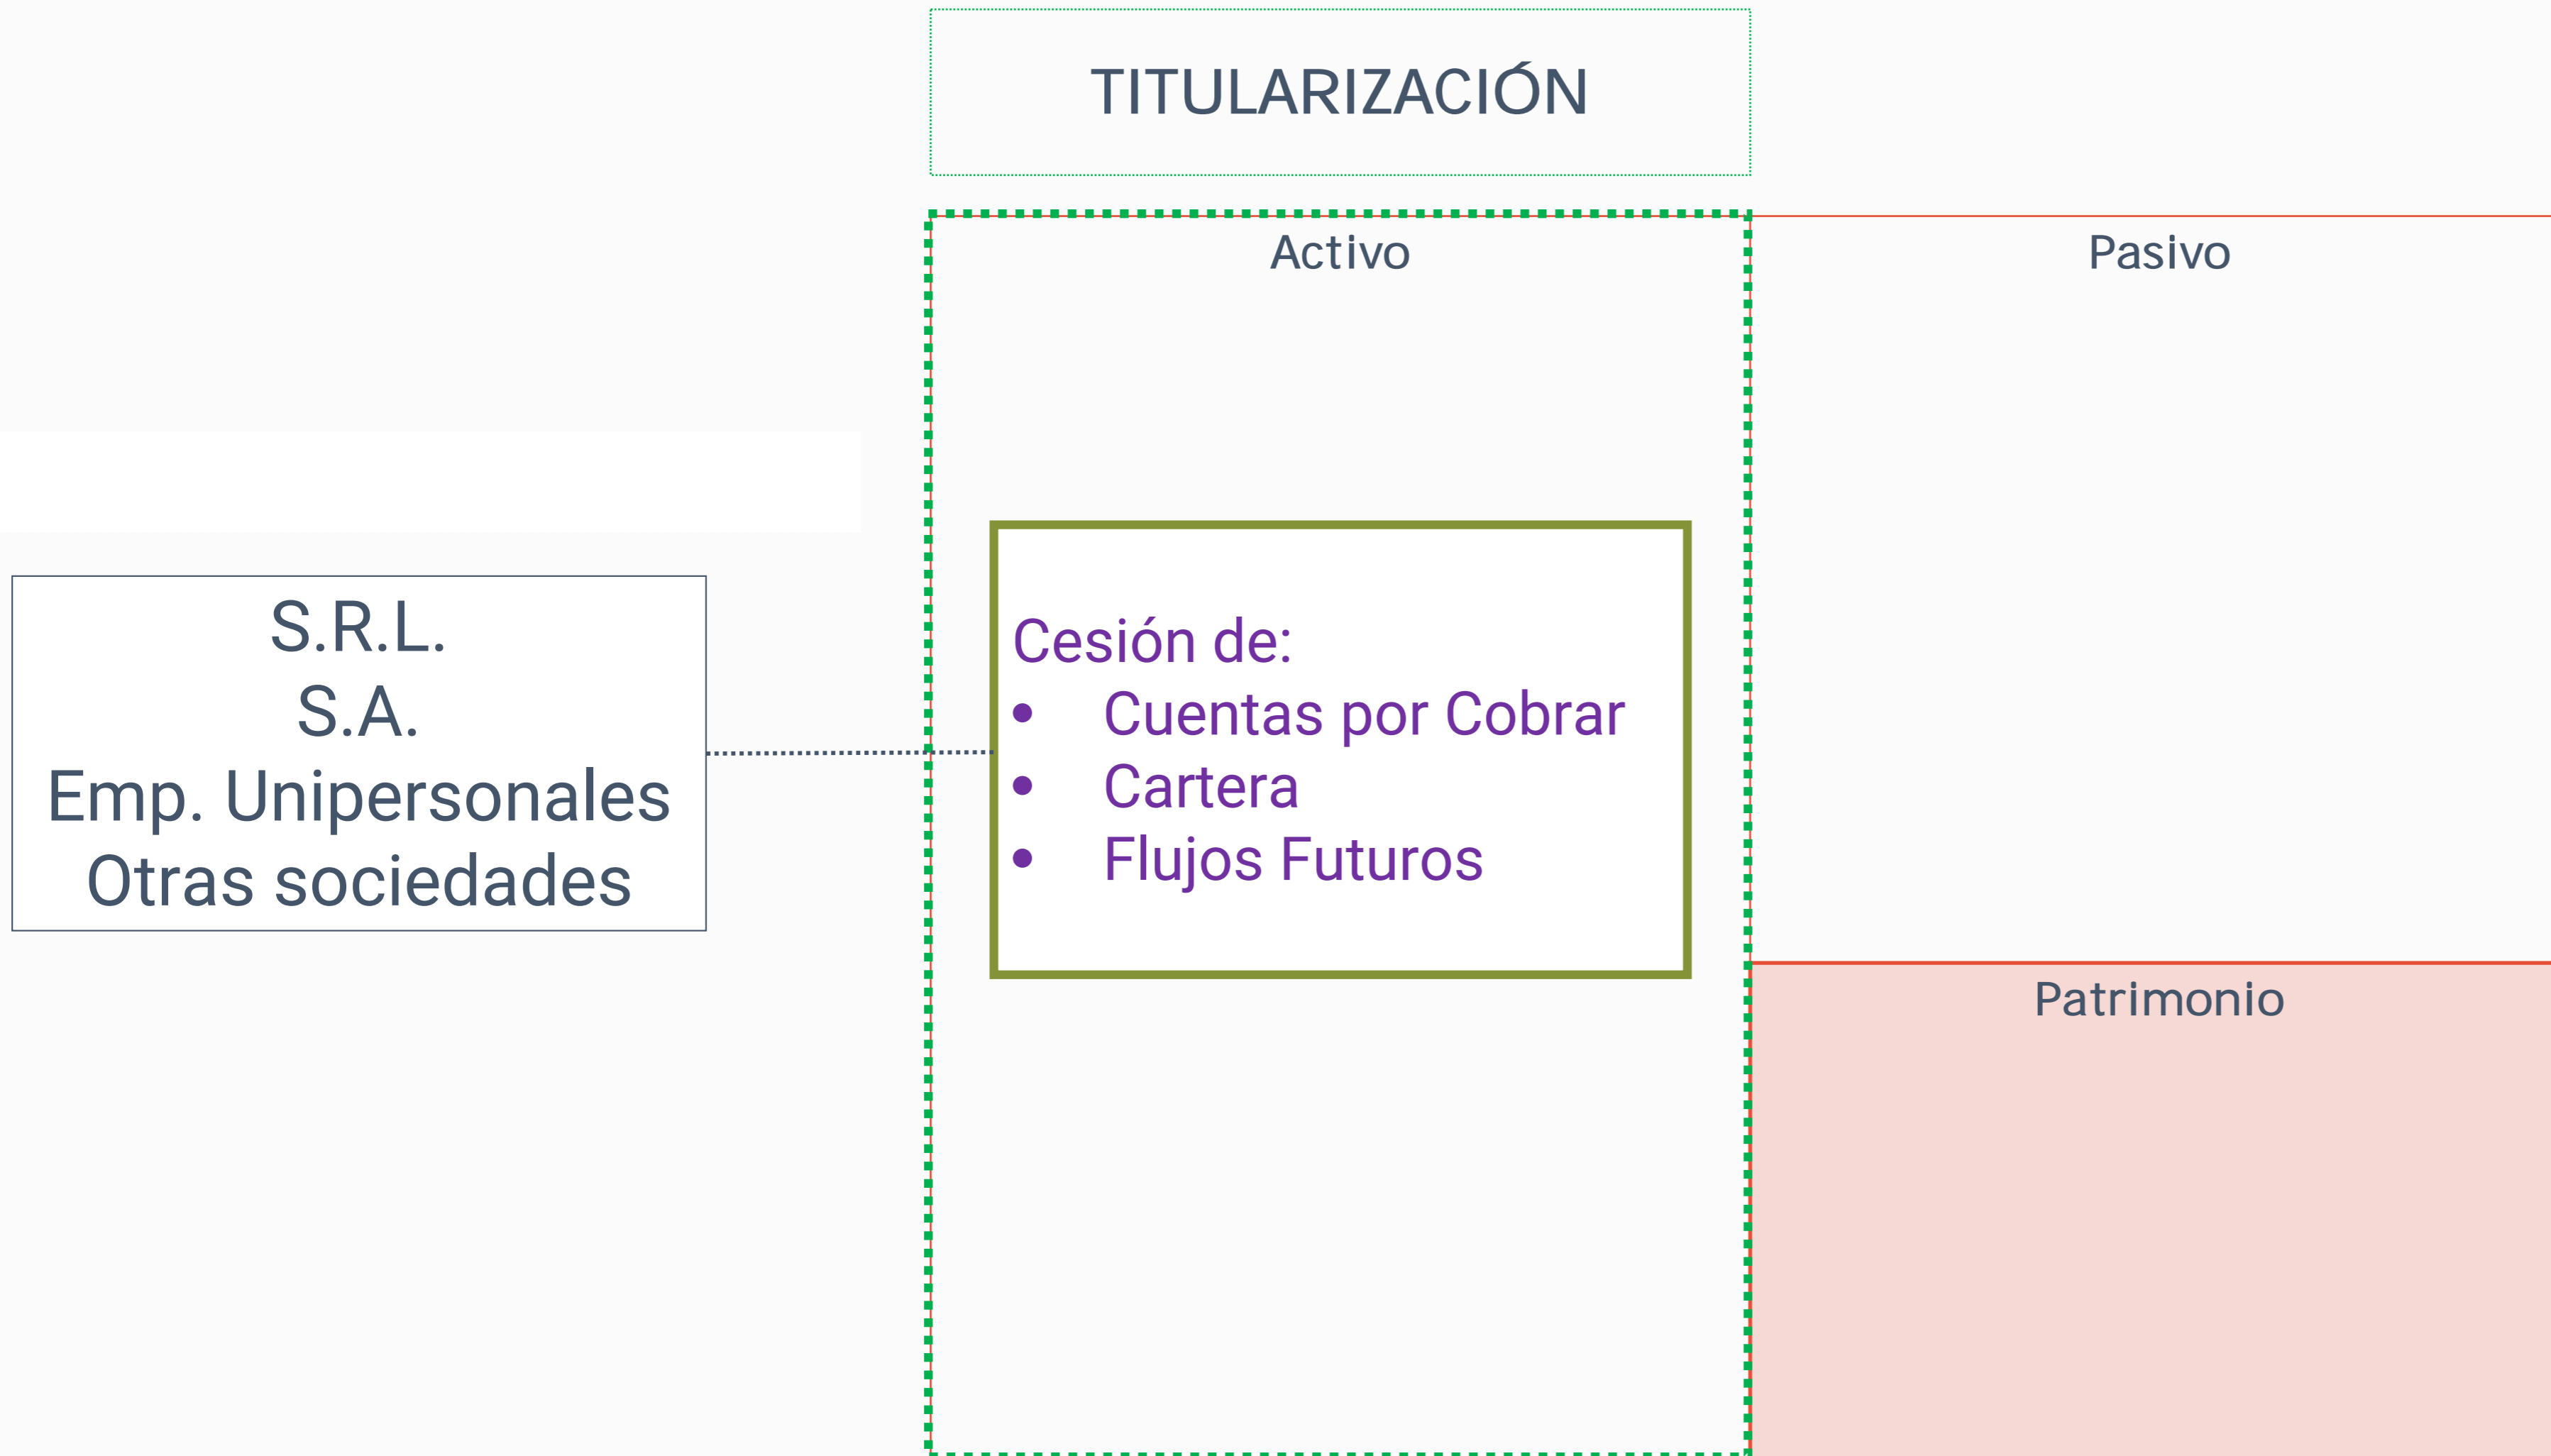 TITULARIZACIÓN
Activo
Pasivo
S.R.L.
S.A.
Emp. Unipersonales
Otras sociedades
Cesión de:
• Cuentas por Cobrar
• Cartera
• Flujos Futuros
Patrimonio